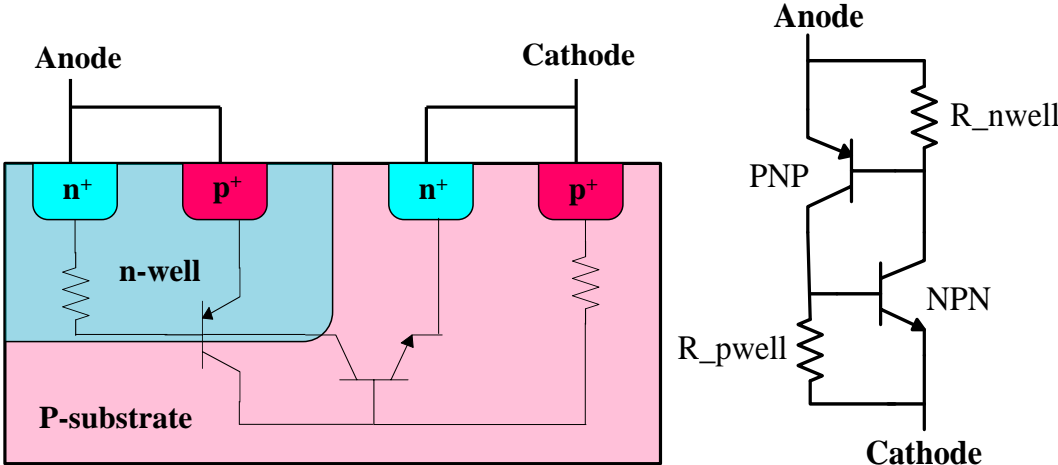 Anode
Cathode
n+
p+
n+
p+
n-well
P-substrate
Anode
R_nwell
PNP
NPN
R_pwell
Cathode